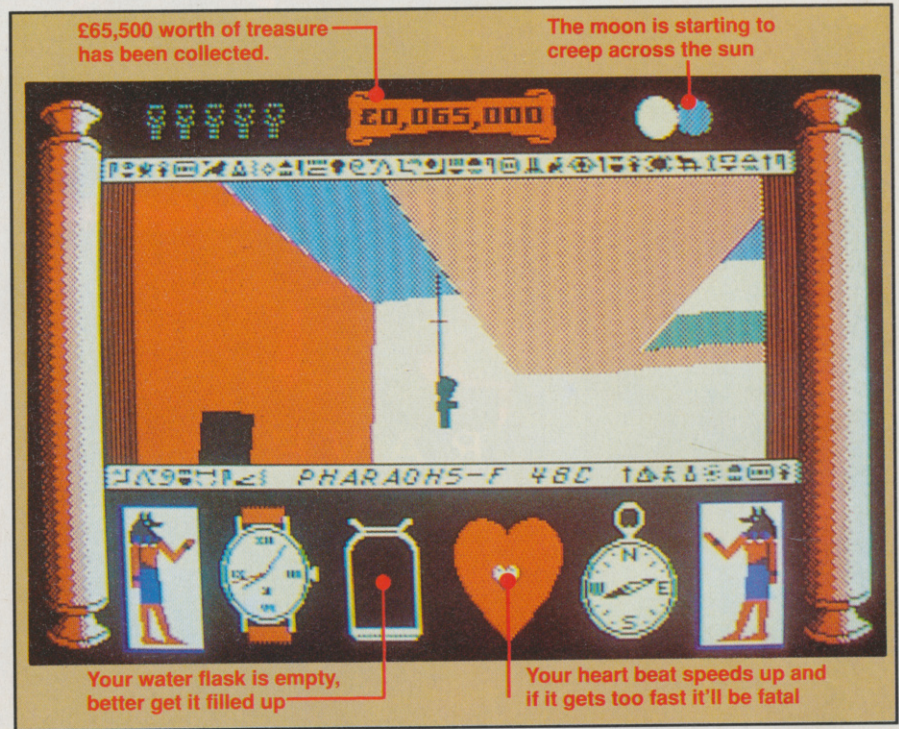 £65,500 worth of treasure
has been collected.
The moon is starting to
creep across the sun
£0,065,000
PHARAOHS-F 48C
XII
III
N
W E
S
Your water flask is empty,
better get it filled up
Your heart beat speeds up and
if it gets too fast it'll be fatal